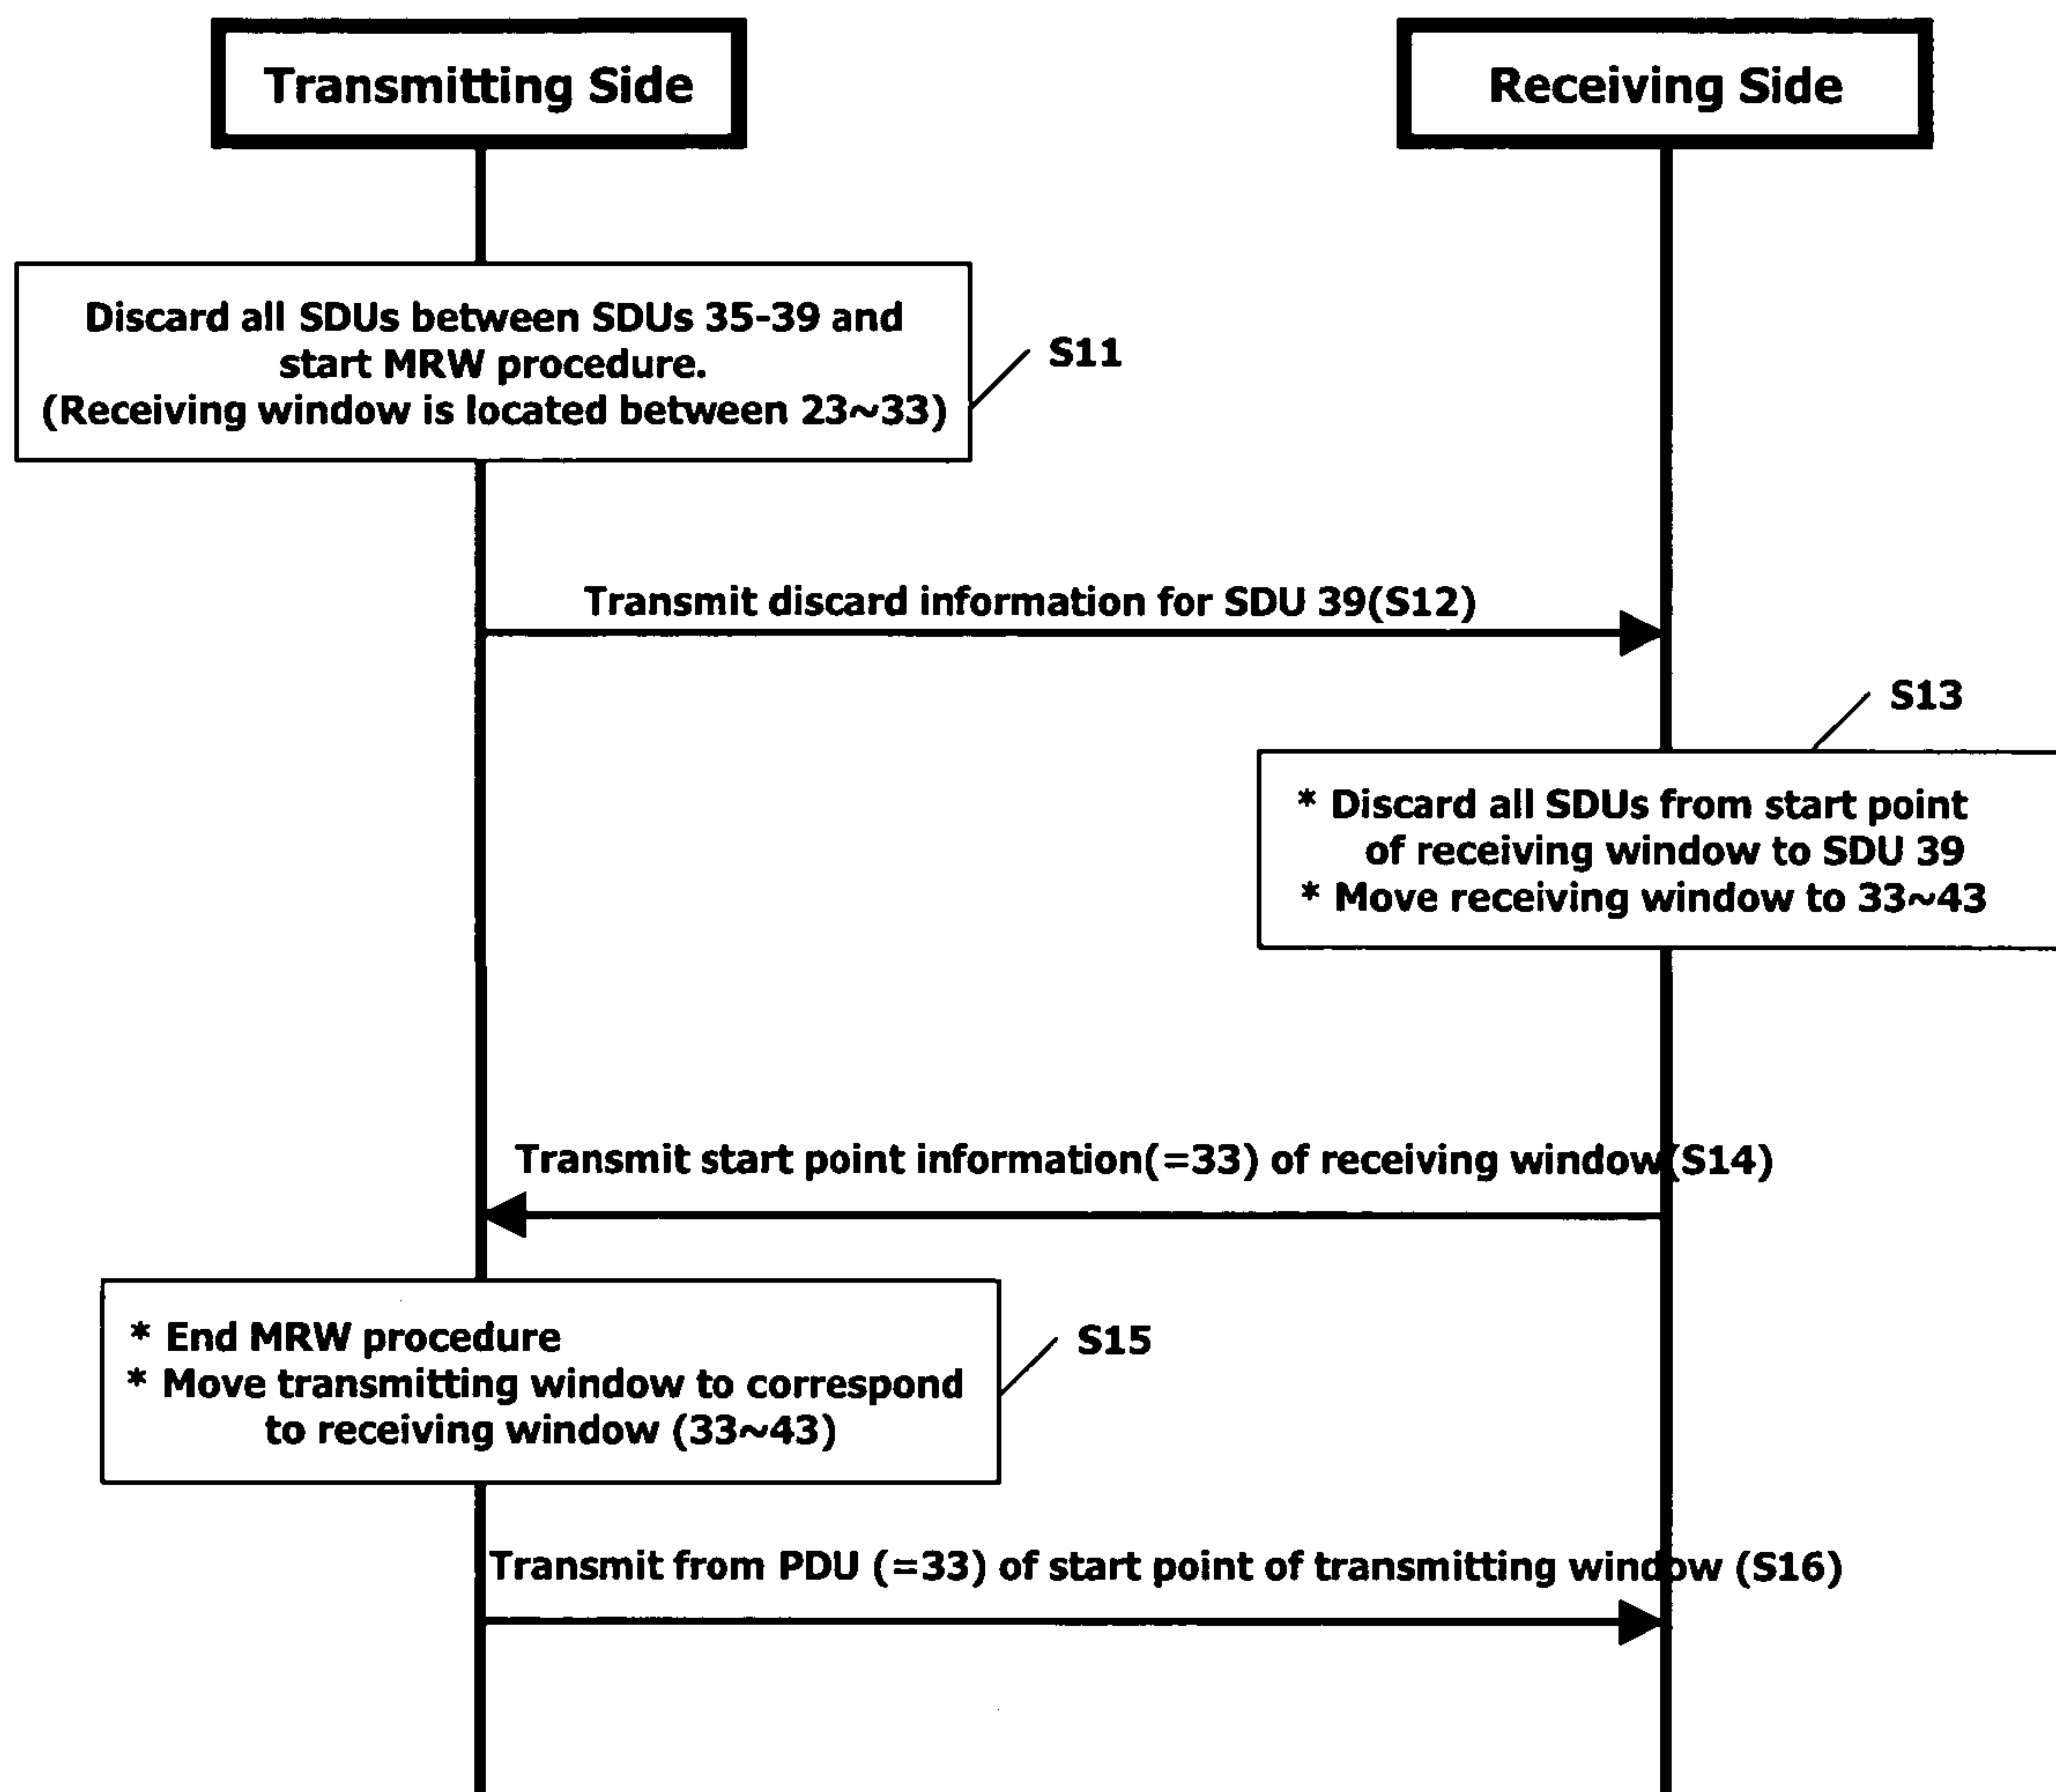 Transmitting Side
Receiving Side
Discard all SDUs between SDUs 35-39 and
start MRW procedure.
(Receiving window is located between 23~33)
S11
Transmit discard information for SDU 39(S12)
S13
* Discard all SDUs from start point
of receiving window to SDU 39
* Move receiving window to 33~43
Transmit start point information(=33) of receiving window(S14)
* End MRW procedure
* Move transmitting window to correspond
to receiving window (33~43)
S15
Transmit from PDU (=33) of start point of transmitting window (S16)